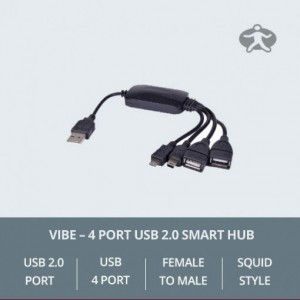 VIBE – 4 PORT USB 2.0 SMART HUB
USB 2.0 PORT
USB 4 PORT
FEMALE TO MALE
SQUID STYLE